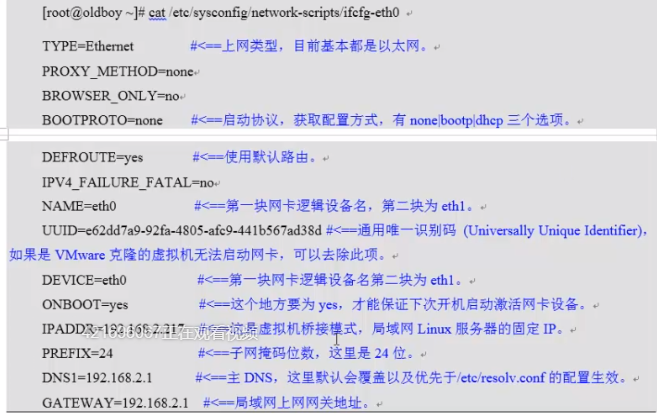 [root@oldboy ~]# cat /etc/sysconfig/network-scripts/ifcfg-eth0
TYPE=Ethernet #<==上网类型，目前基本都是以太网。
PROXY_METHOD=none
BROWSER_ONLY=no
BOOTPROTO=none #<==启动协议，获取配置方式，有 none|bootp|dhcp 三个选项。
DEFROUTE=yes #<==使用默认路由。
IPV4_FAILURE_FATAL=no
NAME=eth0 #<==第一块网卡逻辑设备名，第二块为 eth1。
UUID=e62dd7a9-92fa-4805-afc9-441b567ad38d #<==通用唯一识别码 (Universally Unique Identifier)，
如果是 VMware 克隆的虚拟机无法启动网卡，可以去除此项。
DEVICE=eth0 #<==第一块网卡逻辑设备名第二块为 eth1。
ONBOOT=yes #<==这个地方要为 yes，才能保证下次开机启动激活网卡设备。
IPADDR=192.168.2.217 #<==这是虚拟机桥接模式，局域网 Linux 服务器的固定 IP。
正在观看视频
PREFIX=24 #<==子网掩码位数，这里是 24 位。
DNS1=192.168.2.1 #<==主 DNS，这里默认会覆盖以及优先于/etc/resolv.conf 的配置生效。
GATEWAY=192.168.2.1 #<==局域网上网网关地址。